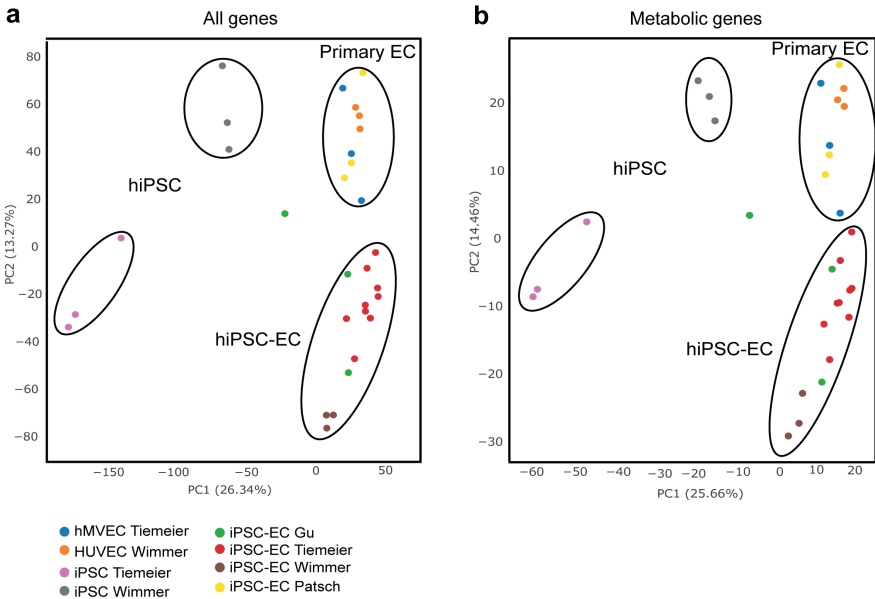 a
All genes
80
60
40
20
0
−20
−40
−60
−80
PC2 (13.27%)
Primary EC
hiPSC
hiPSC-EC
−150
−100
−50
0
50
PC1 (26.34%)
b
Metabolic genes
20
10
0
−10
−20
−30
PC2 (14.46%)
Primary EC
hiPSC
hiPSC-EC
−60
−50
−40
−30
−20
−10
0
10
20
PC1 (25.66%)
hMVEC Tiemeier
HUVEC Wimmer
iPSC Tiemeier
iPSC Wimmer
iPSC-EC Gu
iPSC-EC Tiemeier
iPSC-EC Wimmer
iPSC-EC Patsch